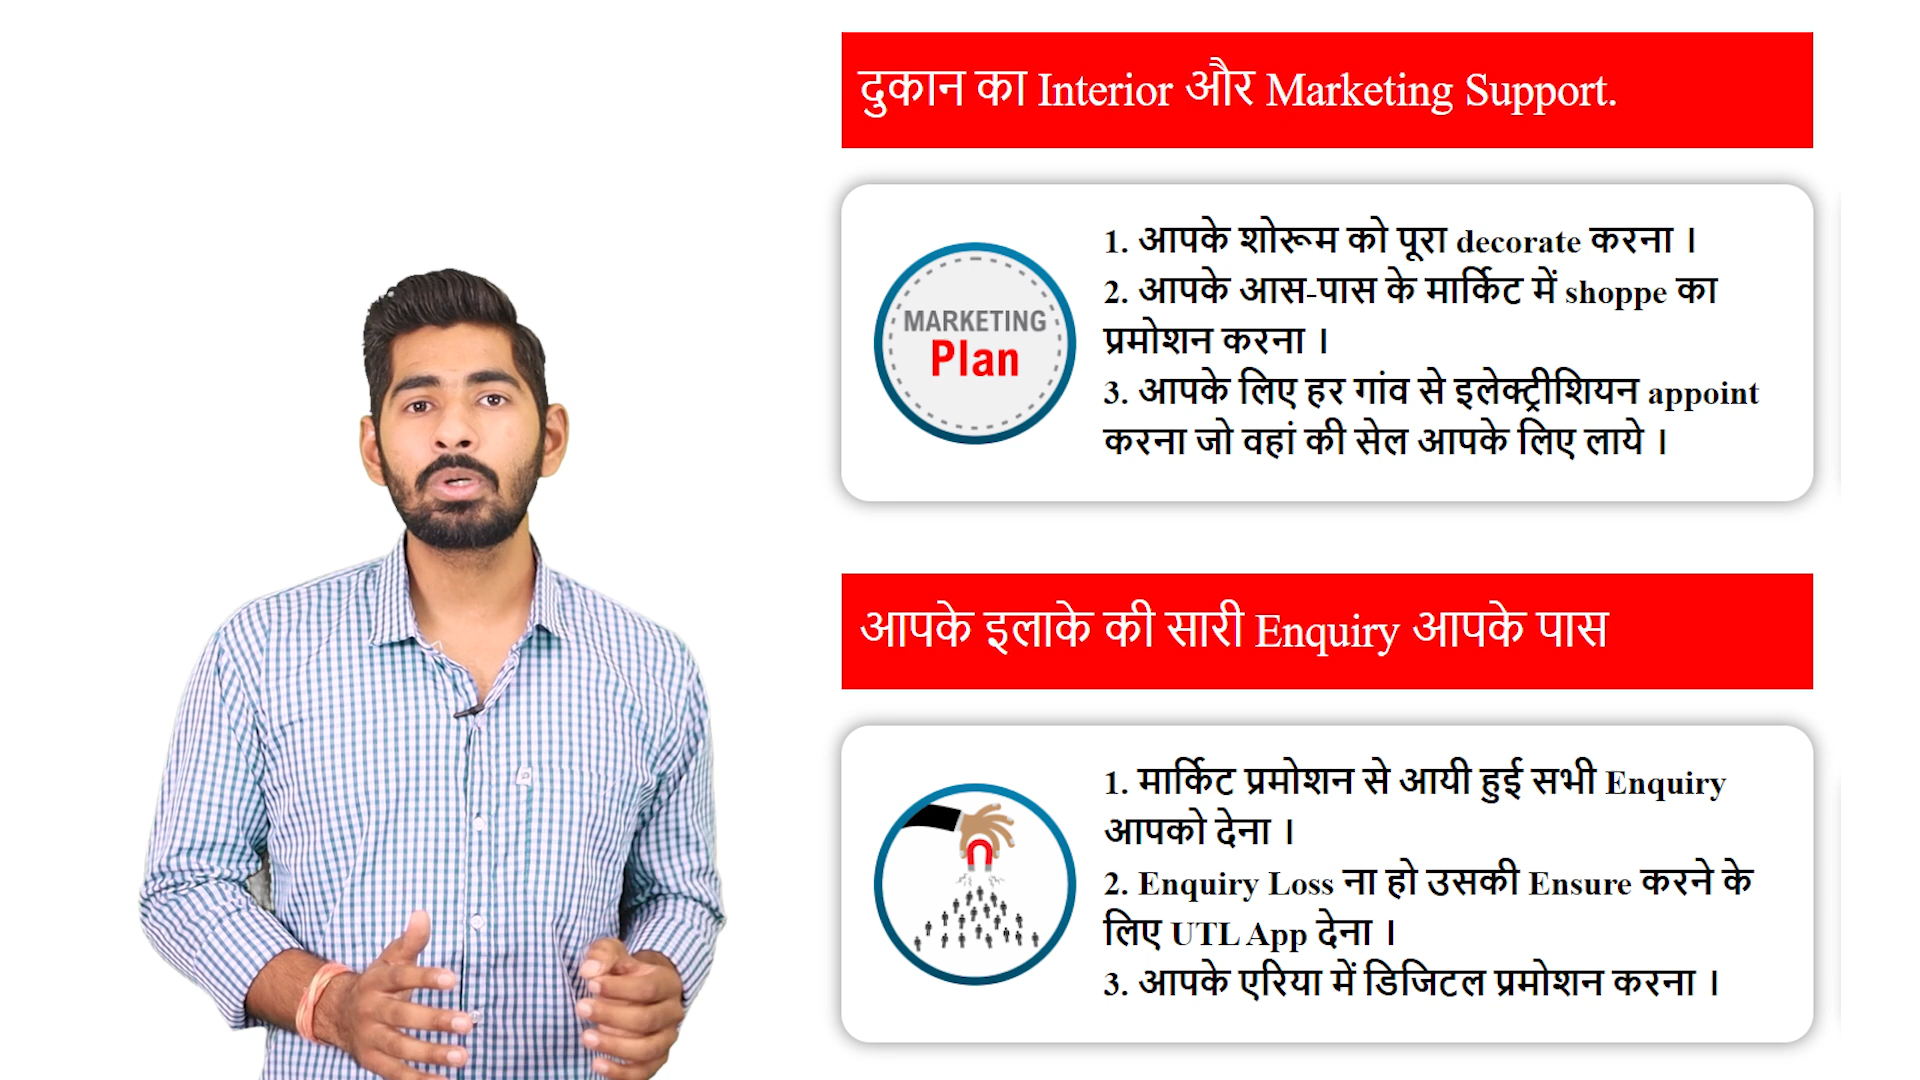 दुकान का Interior और Marketing Support.
MARKETING
Plan
1. आपके शोरूम को पूरा decorate करना ।
2. आपके आस-पास के मार्किट में shoppe का
प्रमोशन करना ।
3. आपके लिए हर गांव से इलेक्ट्रीशियन appoint
करना जो वहां की सेल आपके लिए लाये ।
आपके इलाके की सारी Enquiry आपके पास
1. मार्किट प्रमोशन से आयी हुई सभी Enquiry
आपको देना ।
2. Enquiry Loss ना हो उसकी Ensure करने के
लिए UTL App देना ।
3. आपके एरिया में डिजिटल प्रमोशन करना ।